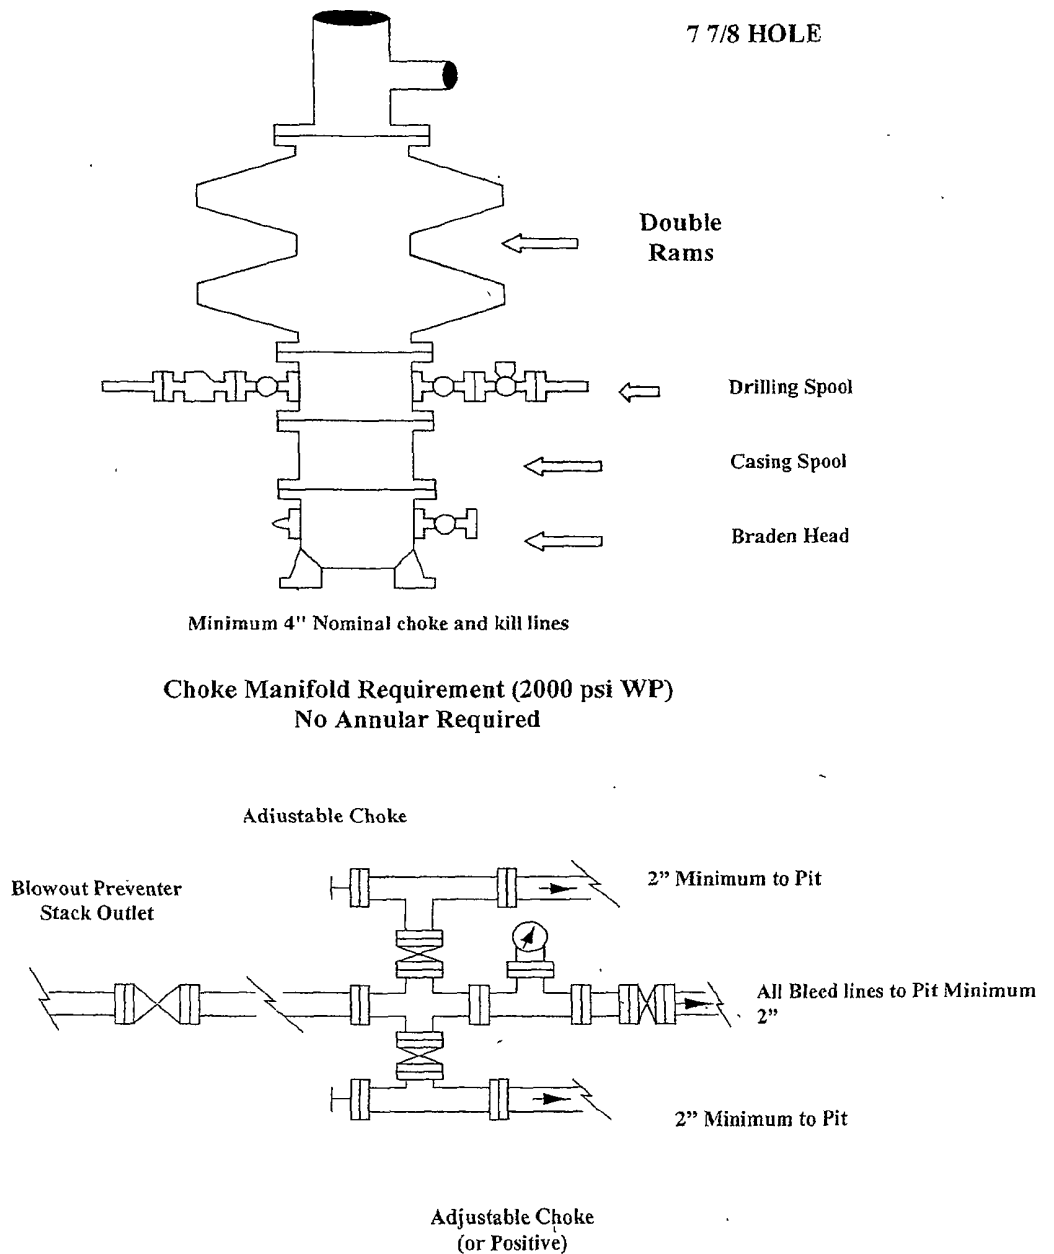 7 7/8 HOLE
Double
Rams
Drilling Spool
Casing Spool
Braden Head
Minimum 4" Nominal choke and kill lines
Choke Manifold Requirement (2000 psi WP)
No Annular Required
Adjustable Choke
Blowout Preventer
Stack Outlet
2” Minimum to Pit
All Bleed lines to Pit Minimum
2”
2” Minimum to Pit
Adjustable Choke
(or Positive)